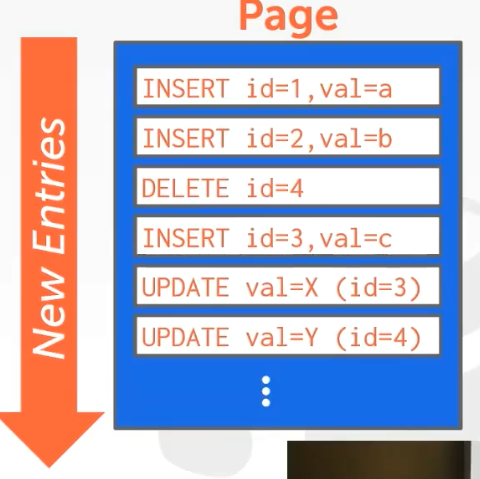 Page
New Entries
INSERT id=1,val=a
INSERT id=2,val=b
DELETE id=4
INSERT id=3,val=c
UPDATE val=X (id=3)
UPDATE val=Y (id=4)
⋮